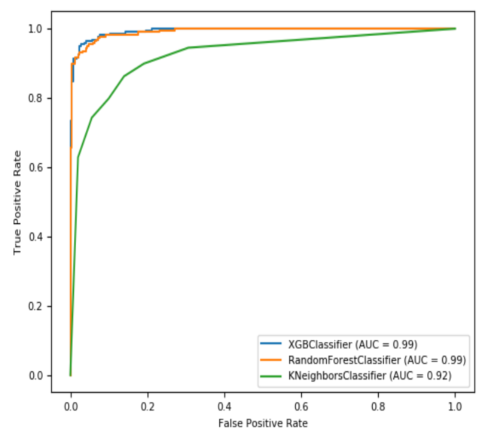 1.0
0.8
0.6
0.4
0.2
0.0
True Positive Rate
XGBClassifier (AUC = 0.99)
RandomForestClassifier (AUC = 0.99)
KNeighborsClassifier (AUC = 0.92)
0.0 0.2 0.4 0.6 0.8 1.0
False Positive Rate